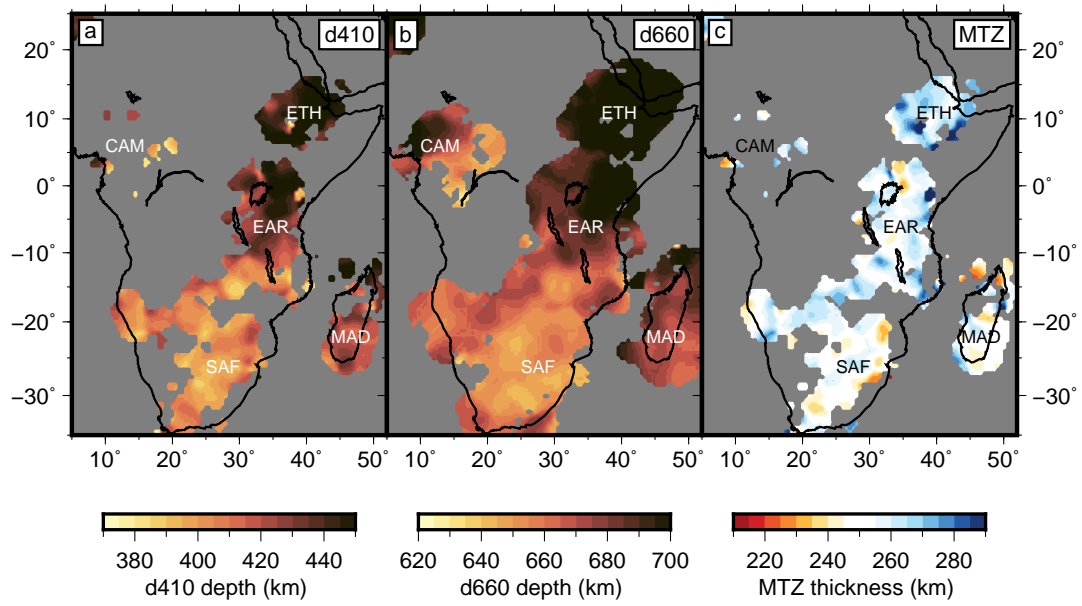 a d410 b d660 c MTZ
20˚ 20˚
10˚ 10˚
0˚ 0˚
−10˚ −10˚
−20˚ −20˚
−30˚ −30˚
ETH ETH ETH
CAM CAM CAM
EAR EAR EAR
MAD MAD MAD
SAF SAF SAF
10˚ 20˚ 30˚ 40˚ 50˚ 10˚ 20˚ 30˚ 40˚ 50˚ 10˚ 20˚ 30˚ 40˚ 50˚
380 400 420 440
d410 depth (km)
620 640 660 680 700
d660 depth (km)
220 240 260 280
MTZ thickness (km)